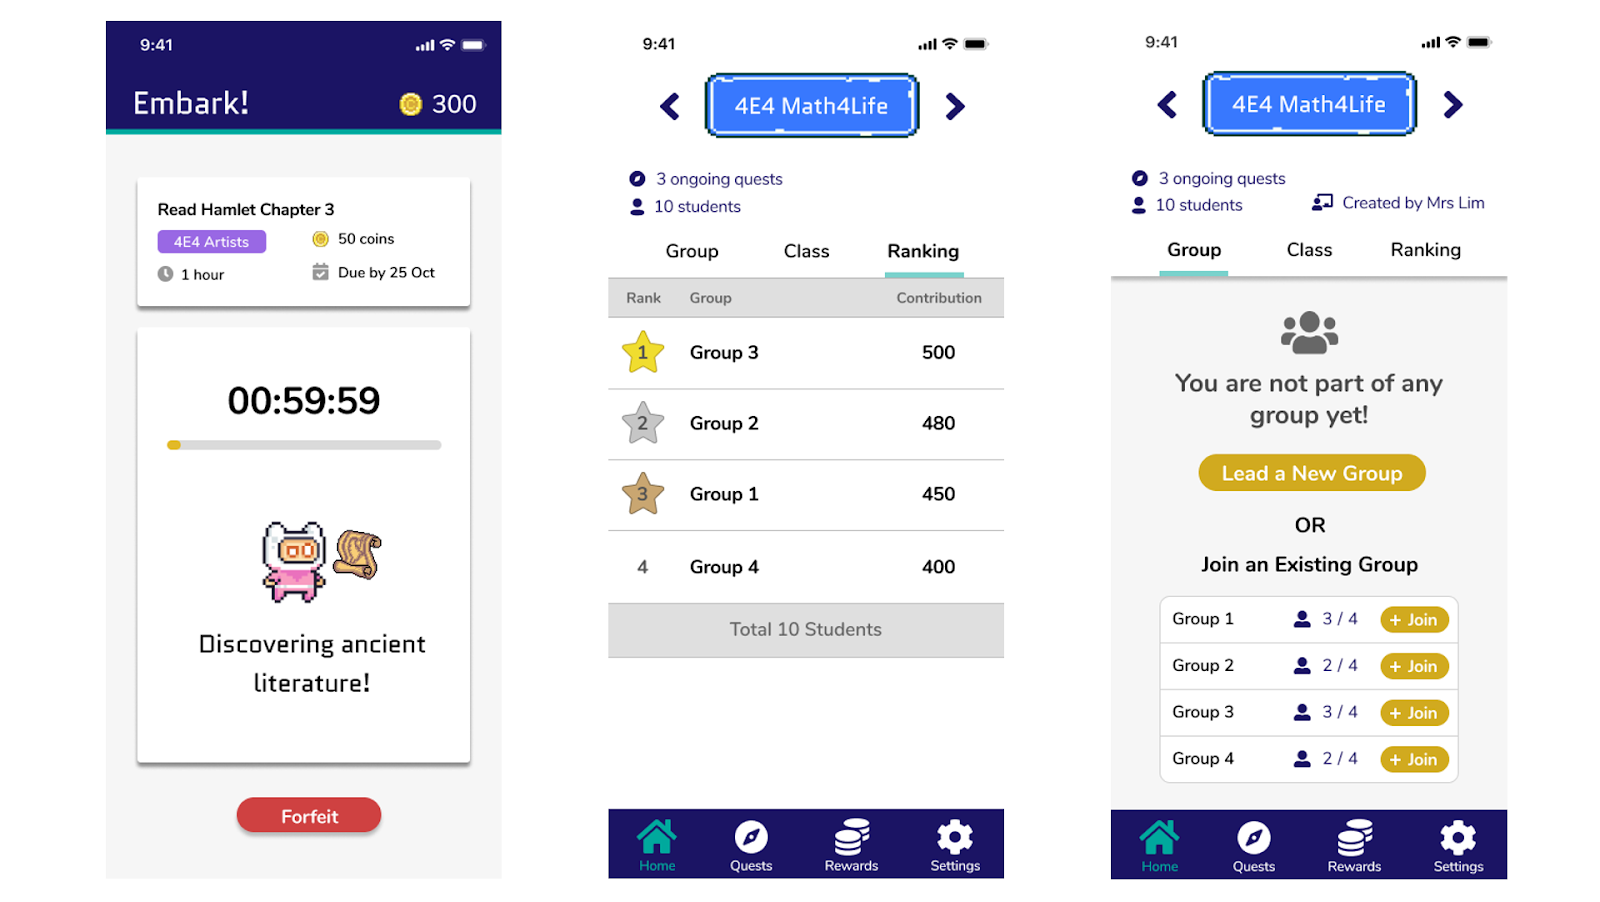 9:41
Embark!
300
Read Hamlet Chapter 3
4E4 Artists
50 coins
1 hour
Due by 25 Oct
00:59:59
Discovering ancient
literature!
Forfeit
9:41
4E4 Math4Life
3 ongoing quests
10 students
Group Class Ranking
Rank Group Contribution
1 Group 3 500
2 Group 2 480
3 Group 1 450
4 Group 4 400
Total 10 Students
Home Quests Rewards Settings
9:41
4E4 Math4Life
3 ongoing quests
10 students
Created by Mrs Lim
Group Class Ranking
You are not part of any
group yet!
Lead a New Group
OR
Join an Existing Group
Group 1 3 / 4 + Join
Group 2 2 / 4 + Join
Group 3 3 / 4 + Join
Group 4 2 / 4 + Join
Home Quests Rewards Settings